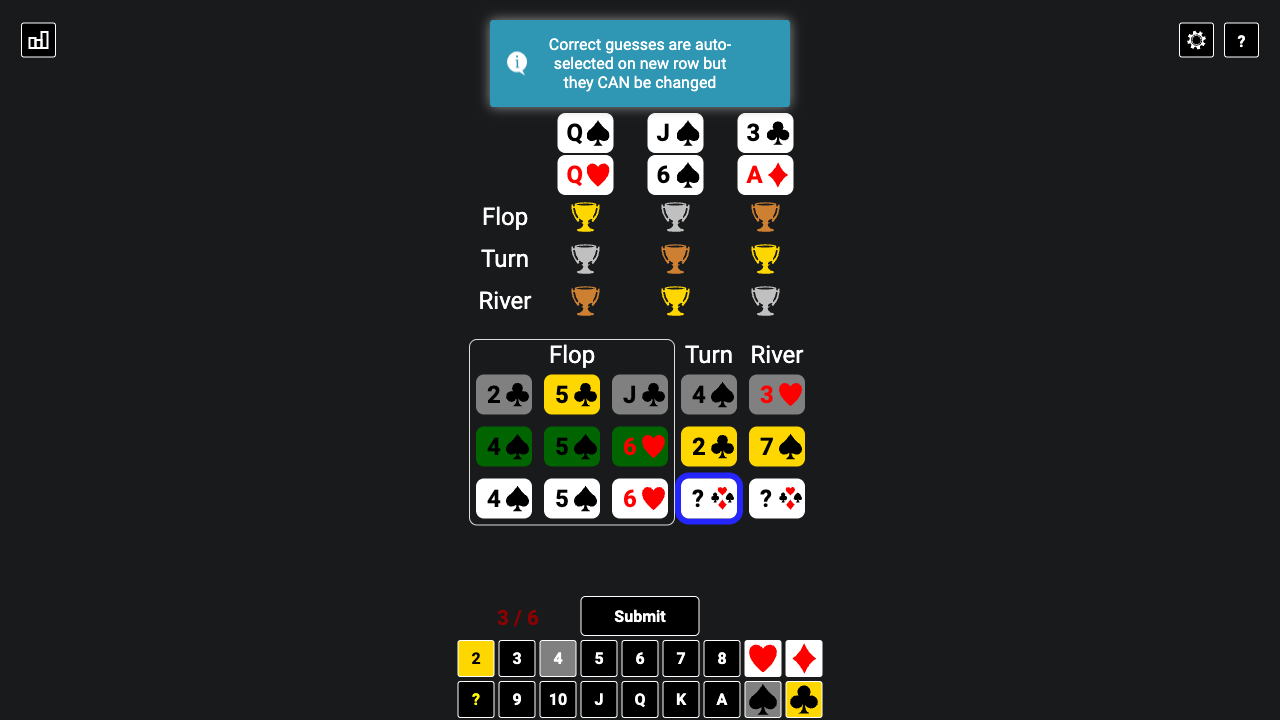 Correct guesses are auto-
selected on new row but
they CAN be changed
?
Q J 3
Q 6 A
Flop
Turn
River
Flop Turn River
2 5 J 4 3
4 5 6 2 7
4 5 6 ? ?
3 / 6 Submit
2 3 4 5 6 7 8
? 9 10 J Q K A